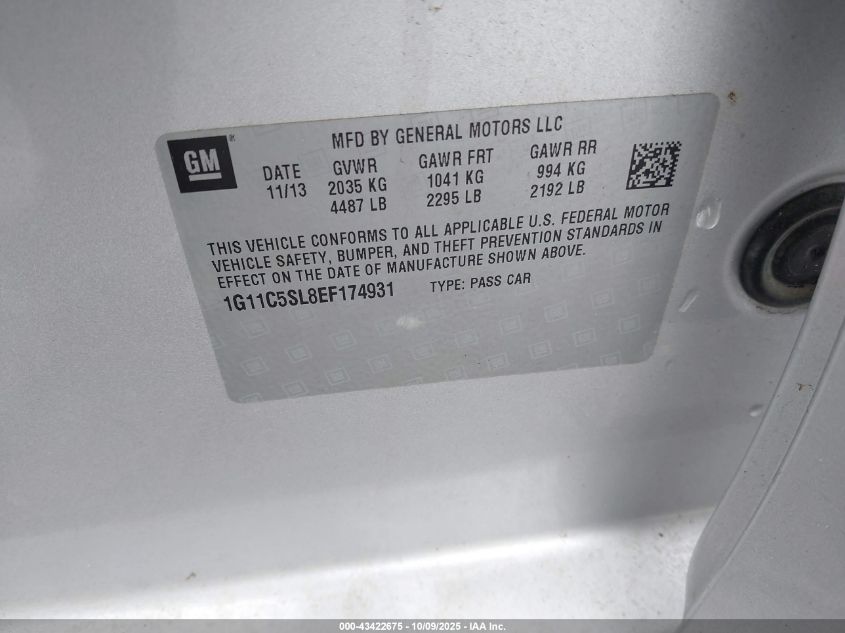 GM
MFD BY GENERAL MOTORS LLC
DATE GVWR GAWR FRT GAWR RR
11/13 2035 KG 1041 KG 994 KG
4487 LB 2295 LB 2192 LB
THIS VEHICLE CONFORMS TO ALL APPLICABLE U.S. FEDERAL MOTOR
VEHICLE SAFETY, BUMPER, AND THEFT PREVENTION STANDARDS IN
EFFECT ON THE DATE OF MANUFACTURE SHOWN ABOVE.
1G11C5SL8EF174931 TYPE: PASS CAR
000-43422675 - 10/09/2025 - IAA Inc.